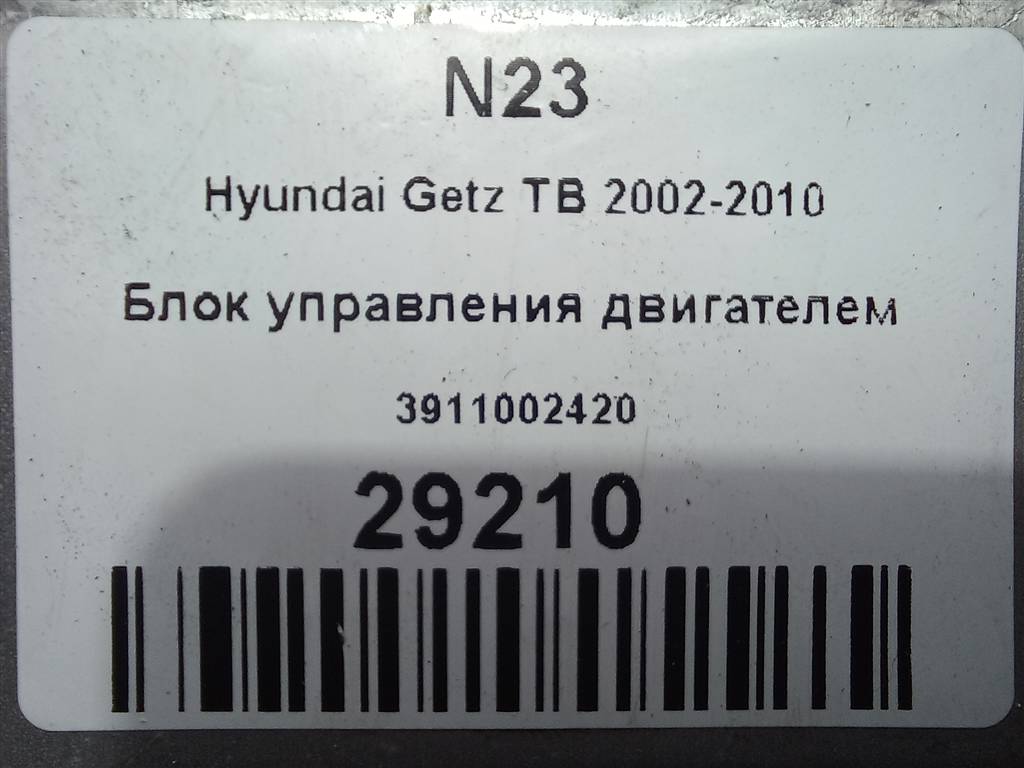 N23
Hyundai Getz TB 2002-2010
Блок управления двигателем
3911002420
29210